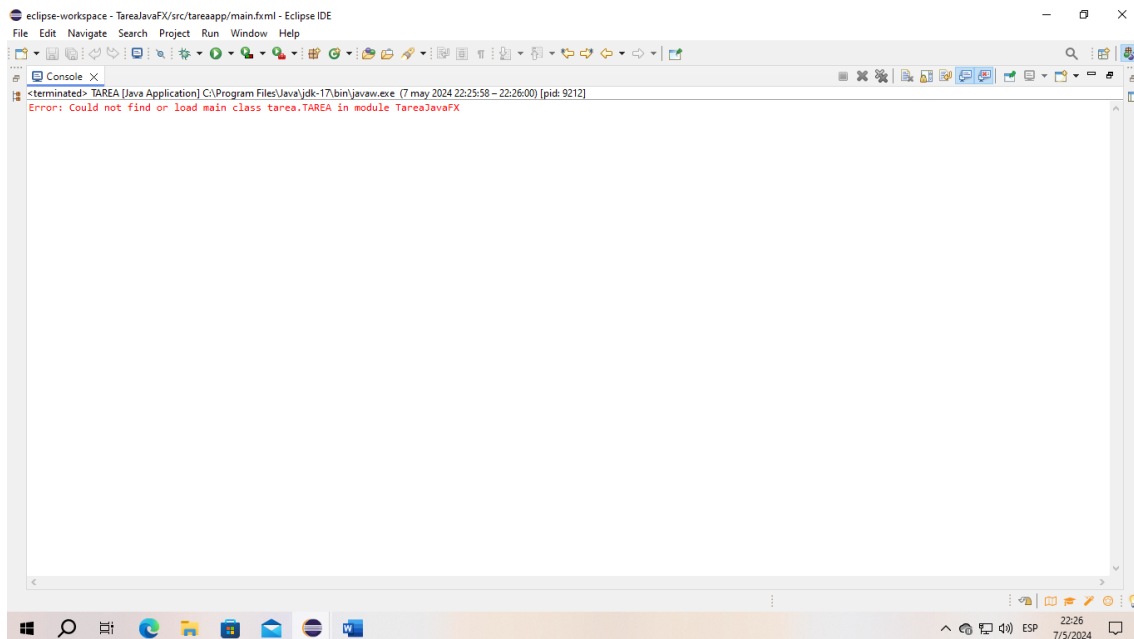 eclipse-workspace - TareaJavaFX/src/tareaapp/main.fxml - Eclipse IDE
File Edit Navigate Search Project Run Window Help
Console
<terminated> TAREA [Java Application] C:\Program Files\Java\jdk-17\bin\javaw.exe (7 may 2024 22:25:58 – 22:26:00) [pid: 9212]
Error: Could not find or load main class tarea.TAREA in module TareaJavaFX
ESP
22:26
7/5/2024